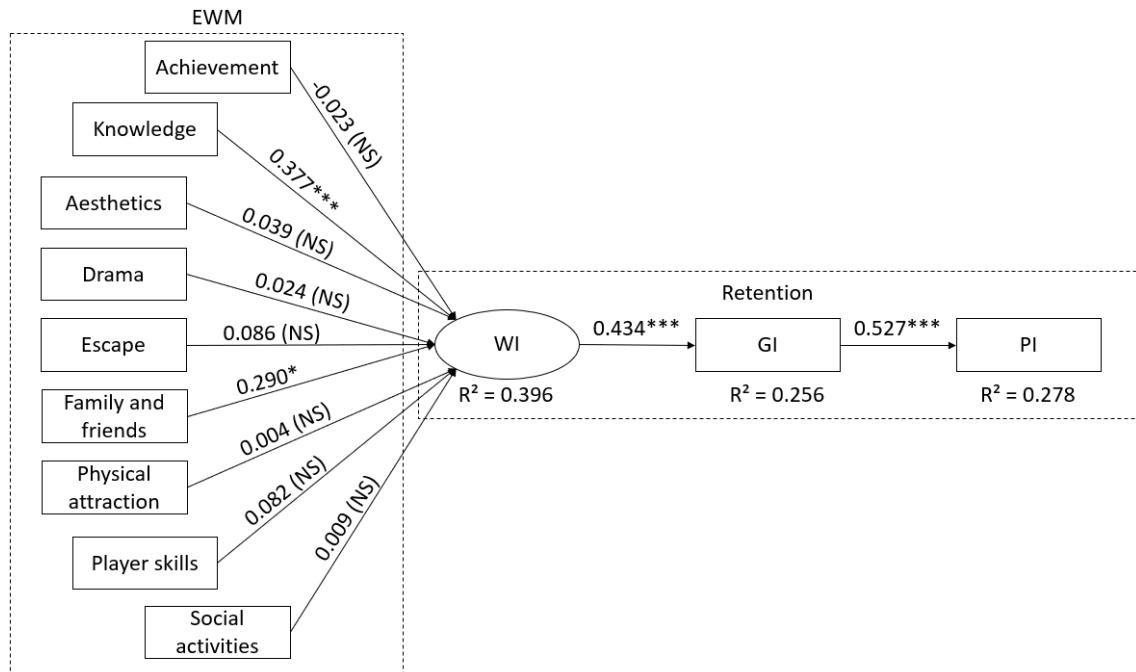 EWM
Achievement
-0.023 (NS)
Knowledge
0.377***
Aesthetics
0.039 (NS)
Drama
0.024 (NS)
Escape
0.086 (NS)
Family and
friends
0.290*
Physical
attraction
0.004 (NS)
Player skills
0.082 (NS)
Social
activities
0.009 (NS)
Retention
WI
R² = 0.396
0.434***
GI
R² = 0.256
0.527***
PI
R² = 0.278